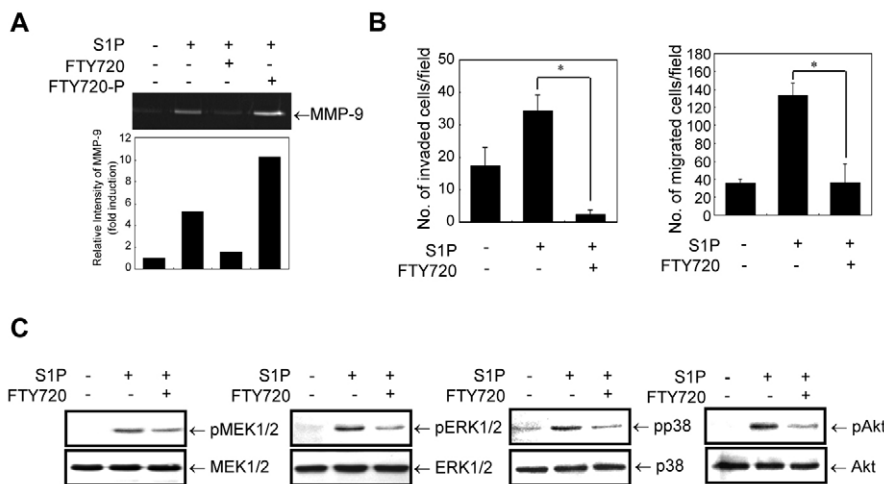 A
S1P - + + +
FTY720 +
FTY720-P +
←MMP-9
Relative Intensity of MMP-9
(fold induction)
12
10
8
6
4
2
0
B
No. of invaded cells/field
50
40
30
20
10
0
*
S1P - + +
FTY720 +
No. of migrated cells/field
180
160
140
120
100
80
60
40
20
0
*
S1P - + +
FTY720 +
C
S1P - + +
FTY720 +
← pMEK1/2
← MEK1/2
S1P - + +
FTY720 +
← pERK1/2
← ERK1/2
S1P - + +
FTY720 +
← pp38
← p38
S1P - + +
FTY720 +
← pAkt
← Akt